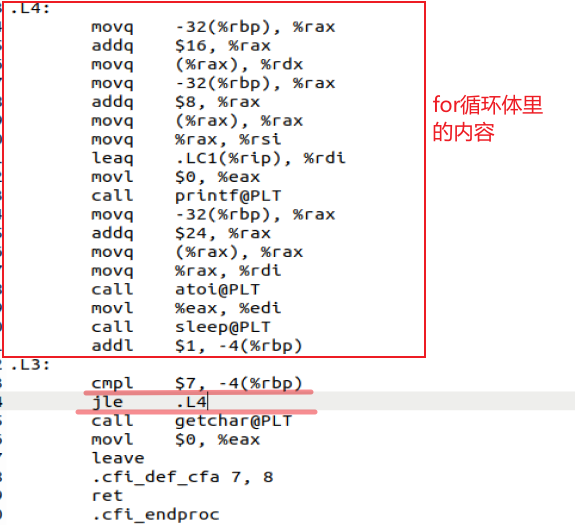 .L4:
movq -32(%rbp), %rax
addq $16, %rax
movq (%rax), %rdx
movq -32(%rbp), %rax
addq $8, %rax
movq (%rax), %rax
movq %rax, %rsi
leaq .LC1(%rip), %rdi
movl $0, %eax
call printf@PLT
movq -32(%rbp), %rax
addq $24, %rax
movq (%rax), %rax
movq %rax, %rdi
call atoi@PLT
movl %eax, %edi
call sleep@PLT
addl $1, -4(%rbp)
for循环体里
的内容
.L3:
cmpl $7, -4(%rbp)
jle .L4
call getchar@PLT
movl $0, %eax
leave
.cfi_def_cfa 7, 8
ret
.cfi_endproc